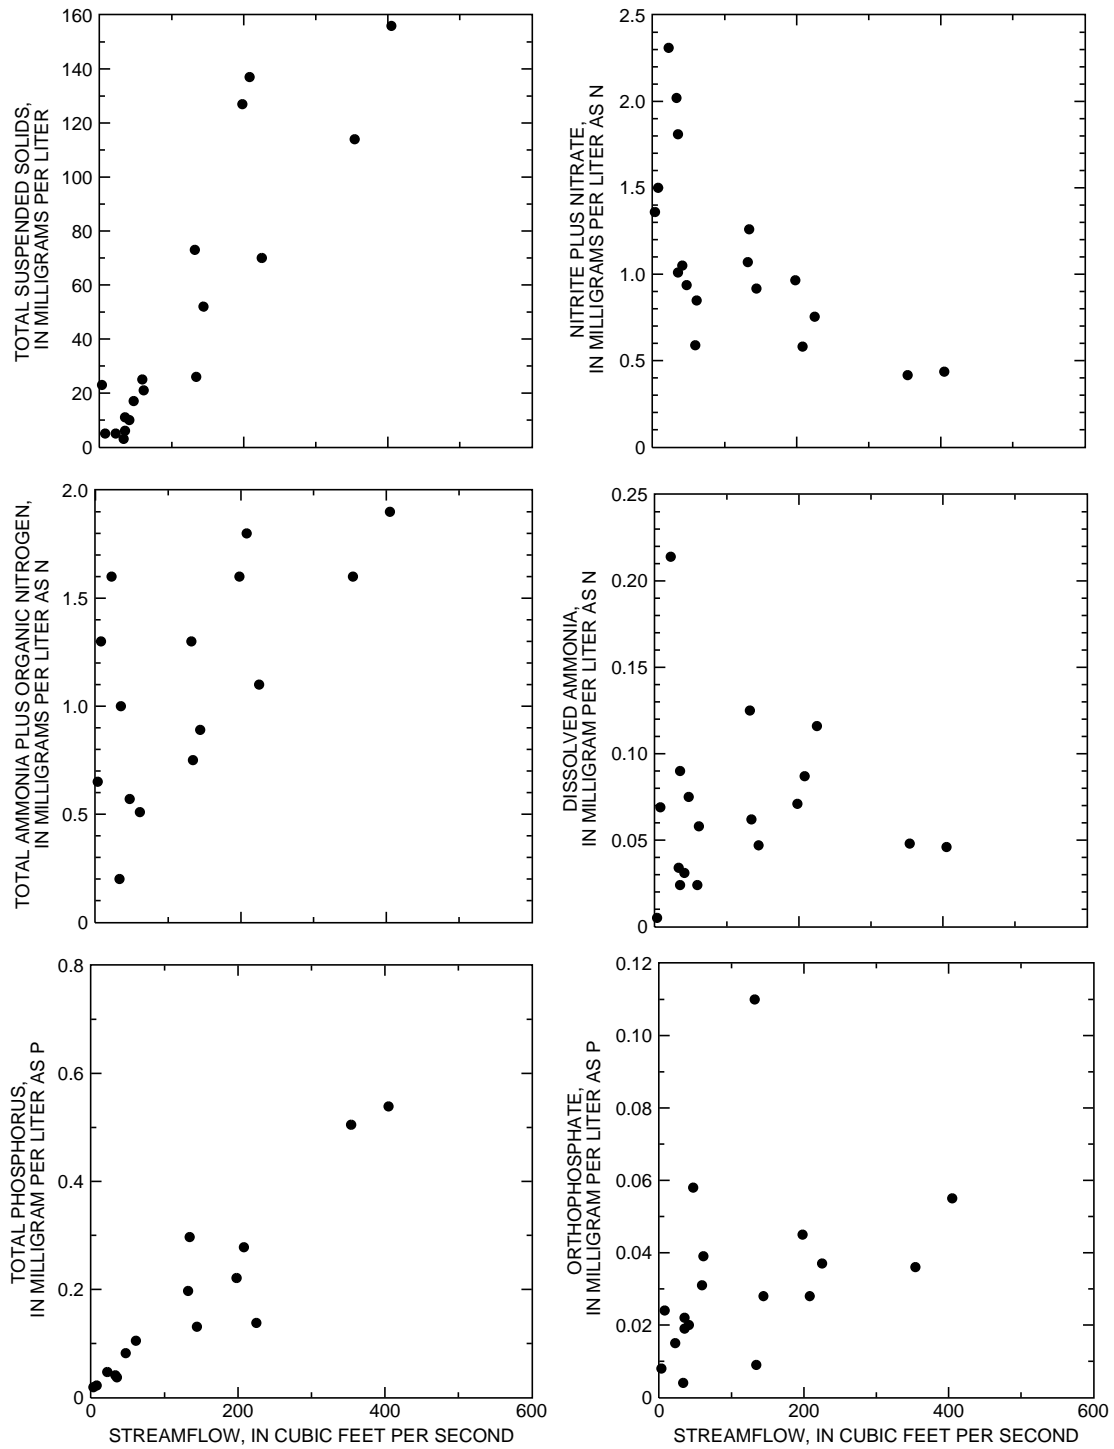 TOTAL SUSPENDED SOLIDS,
IN MILLIGRAMS PER LITER
160
140
120
100
80
60
40
20
0
NITRITE PLUS NITRATE,
IN MILLIGRAMS PER LITER AS N
2.5
2.0
1.5
1.0
0.5
0
TOTAL AMMONIA PLUS ORGANIC NITROGEN,
IN MILLIGRAMS PER LITER AS N
2.0
1.5
1.0
0.5
0
DISSOLVED AMMONIA,
IN MILLIGRAM PER LITER AS N
0.25
0.20
0.15
0.10
0.05
0
TOTAL PHOSPHORUS,
IN MILLIGRAM PER LITER AS P
0.8
0.6
0.4
0.2
0
0 200 400 600
STREAMFLOW, IN CUBIC FEET PER SECOND
ORTHOPHOSPHATE,
IN MILLIGRAM PER LITER AS P
0.12
0.10
0.08
0.06
0.04
0.02
0
0 200 400 600
STREAMFLOW, IN CUBIC FEET PER SECOND